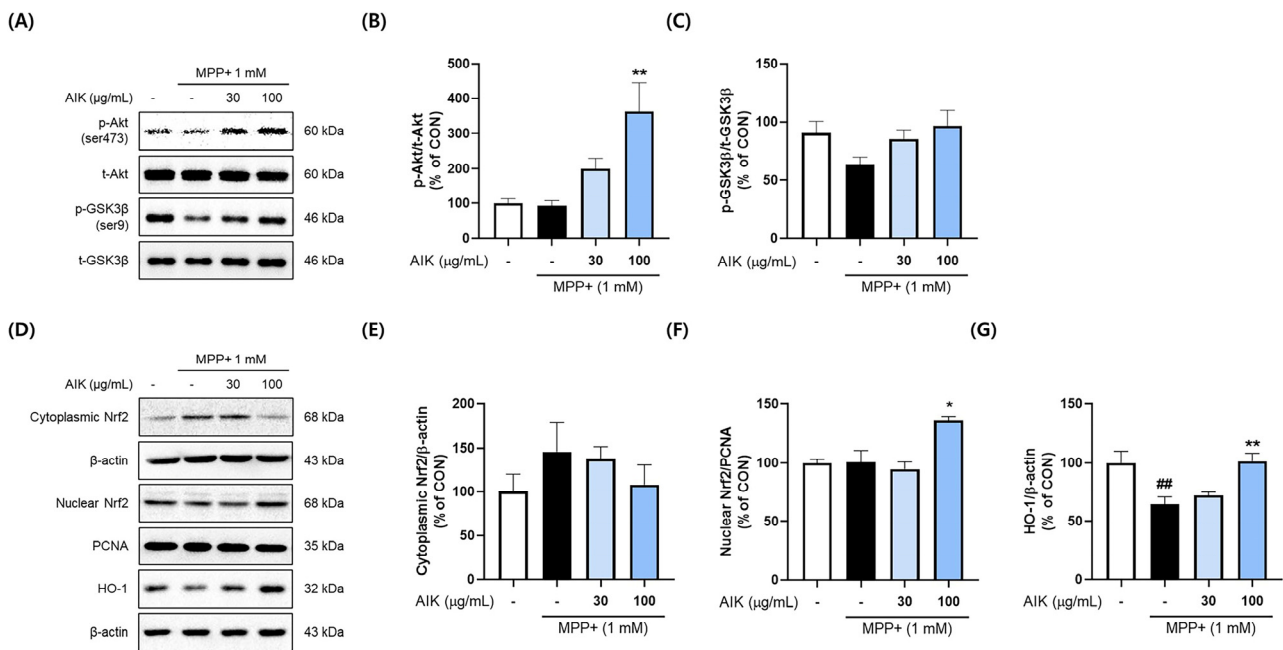 (A)
MPP+ 1 mM
AIK (μg/mL) - - 30 100
p-Akt
(ser473)
60 kDa
t-Akt 60 kDa
p-GSK3β
(ser9)
46 kDa
t-GSK3β 46 kDa
(B)
p-Akt/t-Akt
(% of CON)
500
400
300
200
100
0
**
AIK (μg/mL) - - 30 100
MPP+ (1 mM)
(C)
p-GSK3β/t-GSK3β
(% of CON)
150
100
50
0
AIK (μg/mL) - - 30 100
MPP+ (1 mM)
(D)
MPP+ 1 mM
AIK (μg/mL) - - 30 100
Cytoplasmic Nrf2 68 kDa
β-actin 43 kDa
Nuclear Nrf2 68 kDa
PCNA 35 kDa
HO-1 32 kDa
β-actin 43 kDa
(E)
Cytoplasmic Nrf2/β-actin
(% of CON)
200
150
100
50
0
AIK (μg/mL) - - 30 100
MPP+ (1 mM)
(F)
Nuclear Nrf2/PCNA
(% of CON)
150
100
50
0
*
AIK (μg/mL) - - 30 100
MPP+ (1 mM)
(G)
HO-1/β-actin
(% of CON)
150
100
50
0
##
**
AIK (μg/mL) - - 30 100
MPP+ (1 mM)